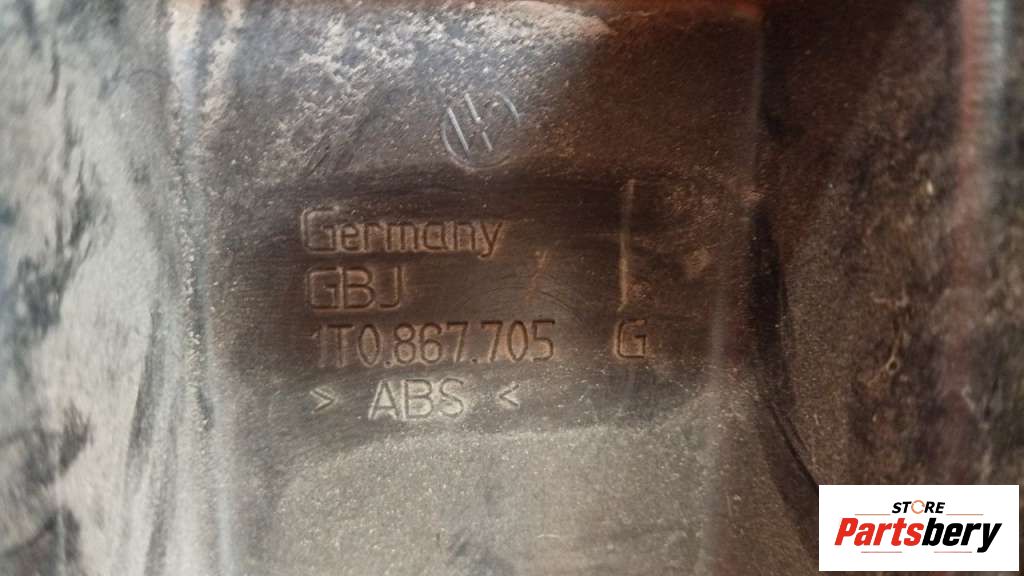 Germany
GBJ
1T0.867.705 G
> ABS <
STORE
Partsbery